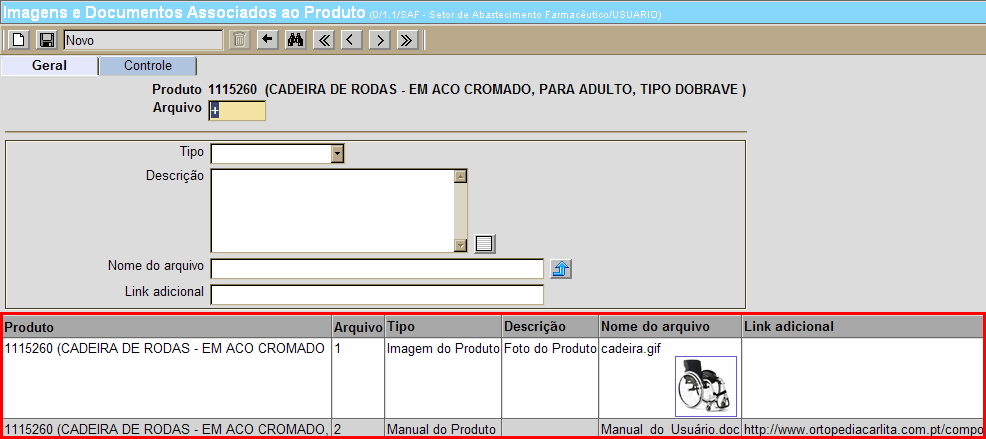 Imagens e Documentos Associados ao Produto (0/1.1/SAF - Setor de Abastecimento Farmacêutico/USUARIO)
Novo
Geral Controle
Produto 1115260 (CADEIRA DE RODAS - EM ACO CROMADO, PARA ADULTO, TIPO DOBRAVE )
Arquivo +
Tipo
Descrição
Nome do arquivo
Link adicional
Produto Arquivo Tipo Descrição Nome do arquivo Link adicional
1115260 (CADEIRA DE RODAS - EM ACO CROMADO 1 Imagem do Produto Foto do Produto cadeira.gif
1115260 (CADEIRA DE RODAS - EM ACO CROMADO, 2 Manual do Produto Manual do Usuário.doc http://www.ortopediacarlita.com.pt/compo